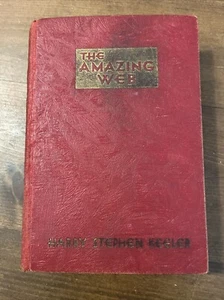 THE
AMAZING
WEB
HARRY STEPHEN KEELER